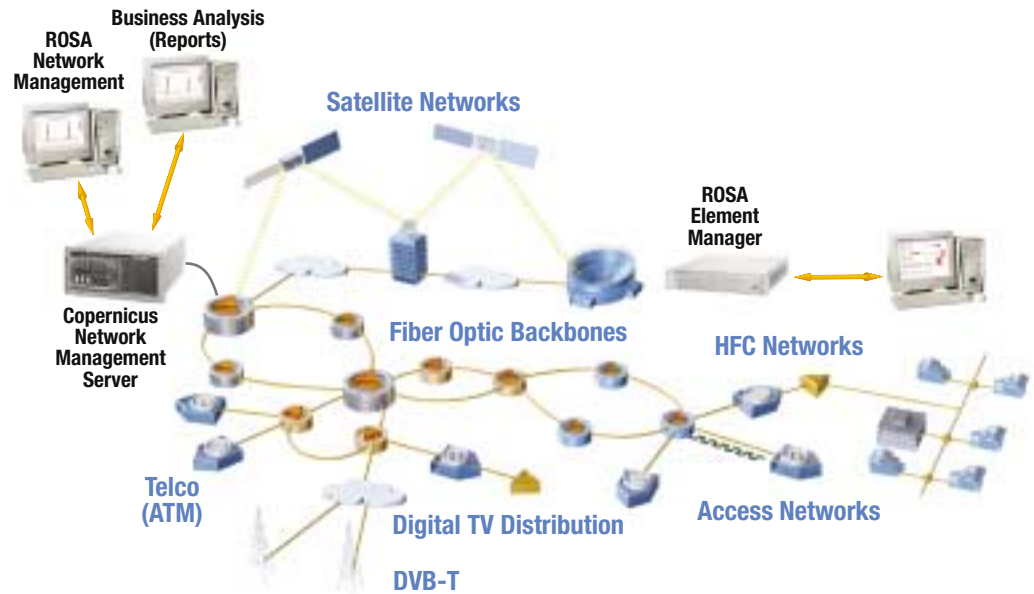 Business Analysis
(Reports)
ROSA
Network
Management
Satellite Networks
ROSA
Element
Manager
Copernicus
Network
Management
Server
Fiber Optic Backbones
HFC Networks
Telco
(ATM)
Digital TV Distribution
Access Networks
DVB-T